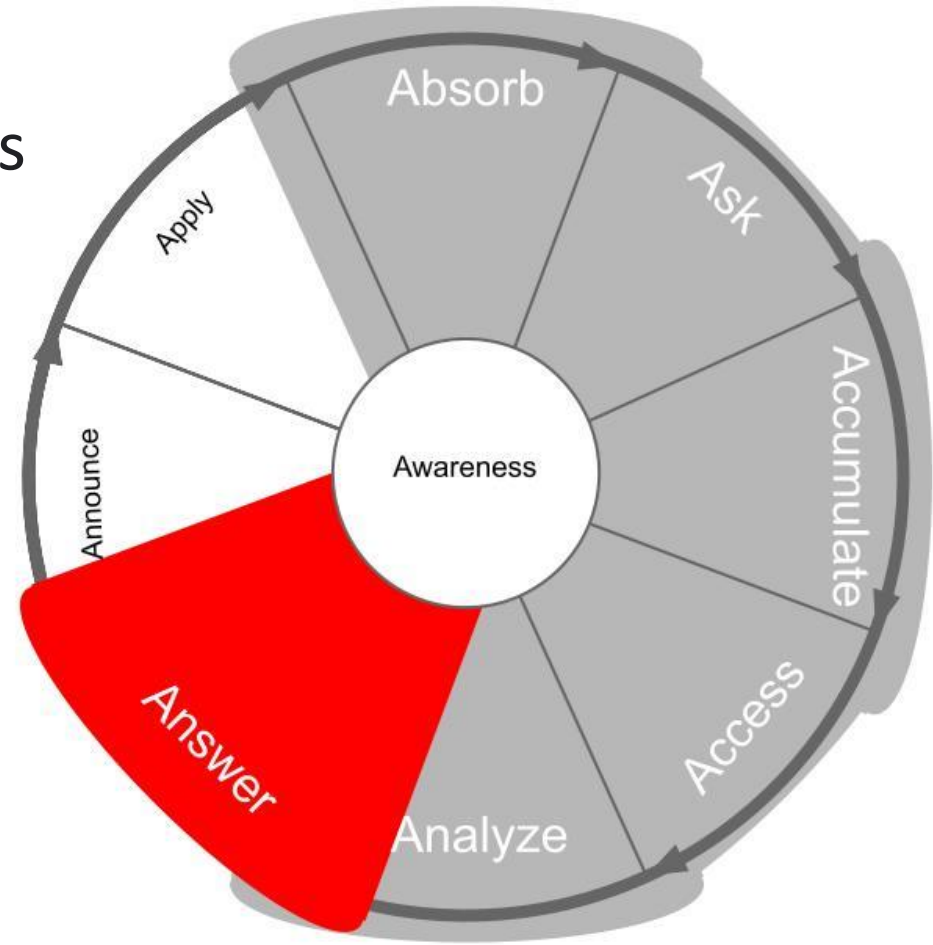 s
Absorb
Ask
Accumulate
Access
Analyze
Answer
Announce
Apply
Awareness